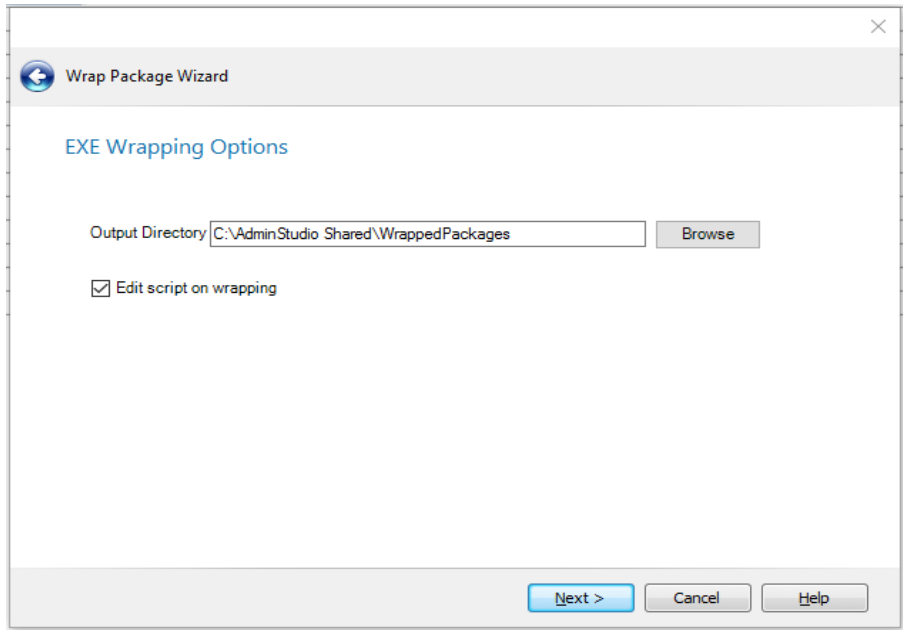 Wrap Package Wizard
EXE Wrapping Options
Output Directory C:\AdminStudio Shared\WrappedPackages Browse
Edit script on wrapping
Next > Cancel Help